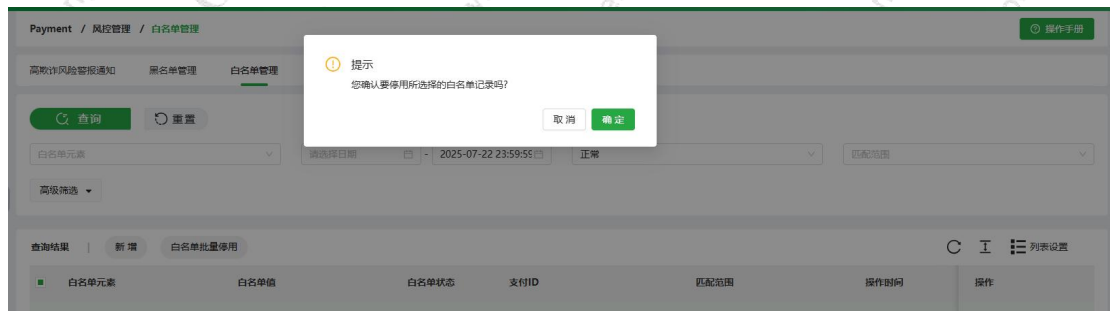 Payment / 风控管理 / 白名单管理
操作手册
高欺诈风险警报通知 黑名单管理 白名单管理
提示
您确认要停用所选择的白名单记录吗?
取 消 确 定
查 询 重 置
白名单元素 请选择日期 - 2025-07-22 23:59:59 正常 匹配范围
高级筛选
查询结果 | 新 增 白名单批量停用 列表设置
白名单元素 白名单值 白名单状态 支付ID 匹配范围 操作时间 操作